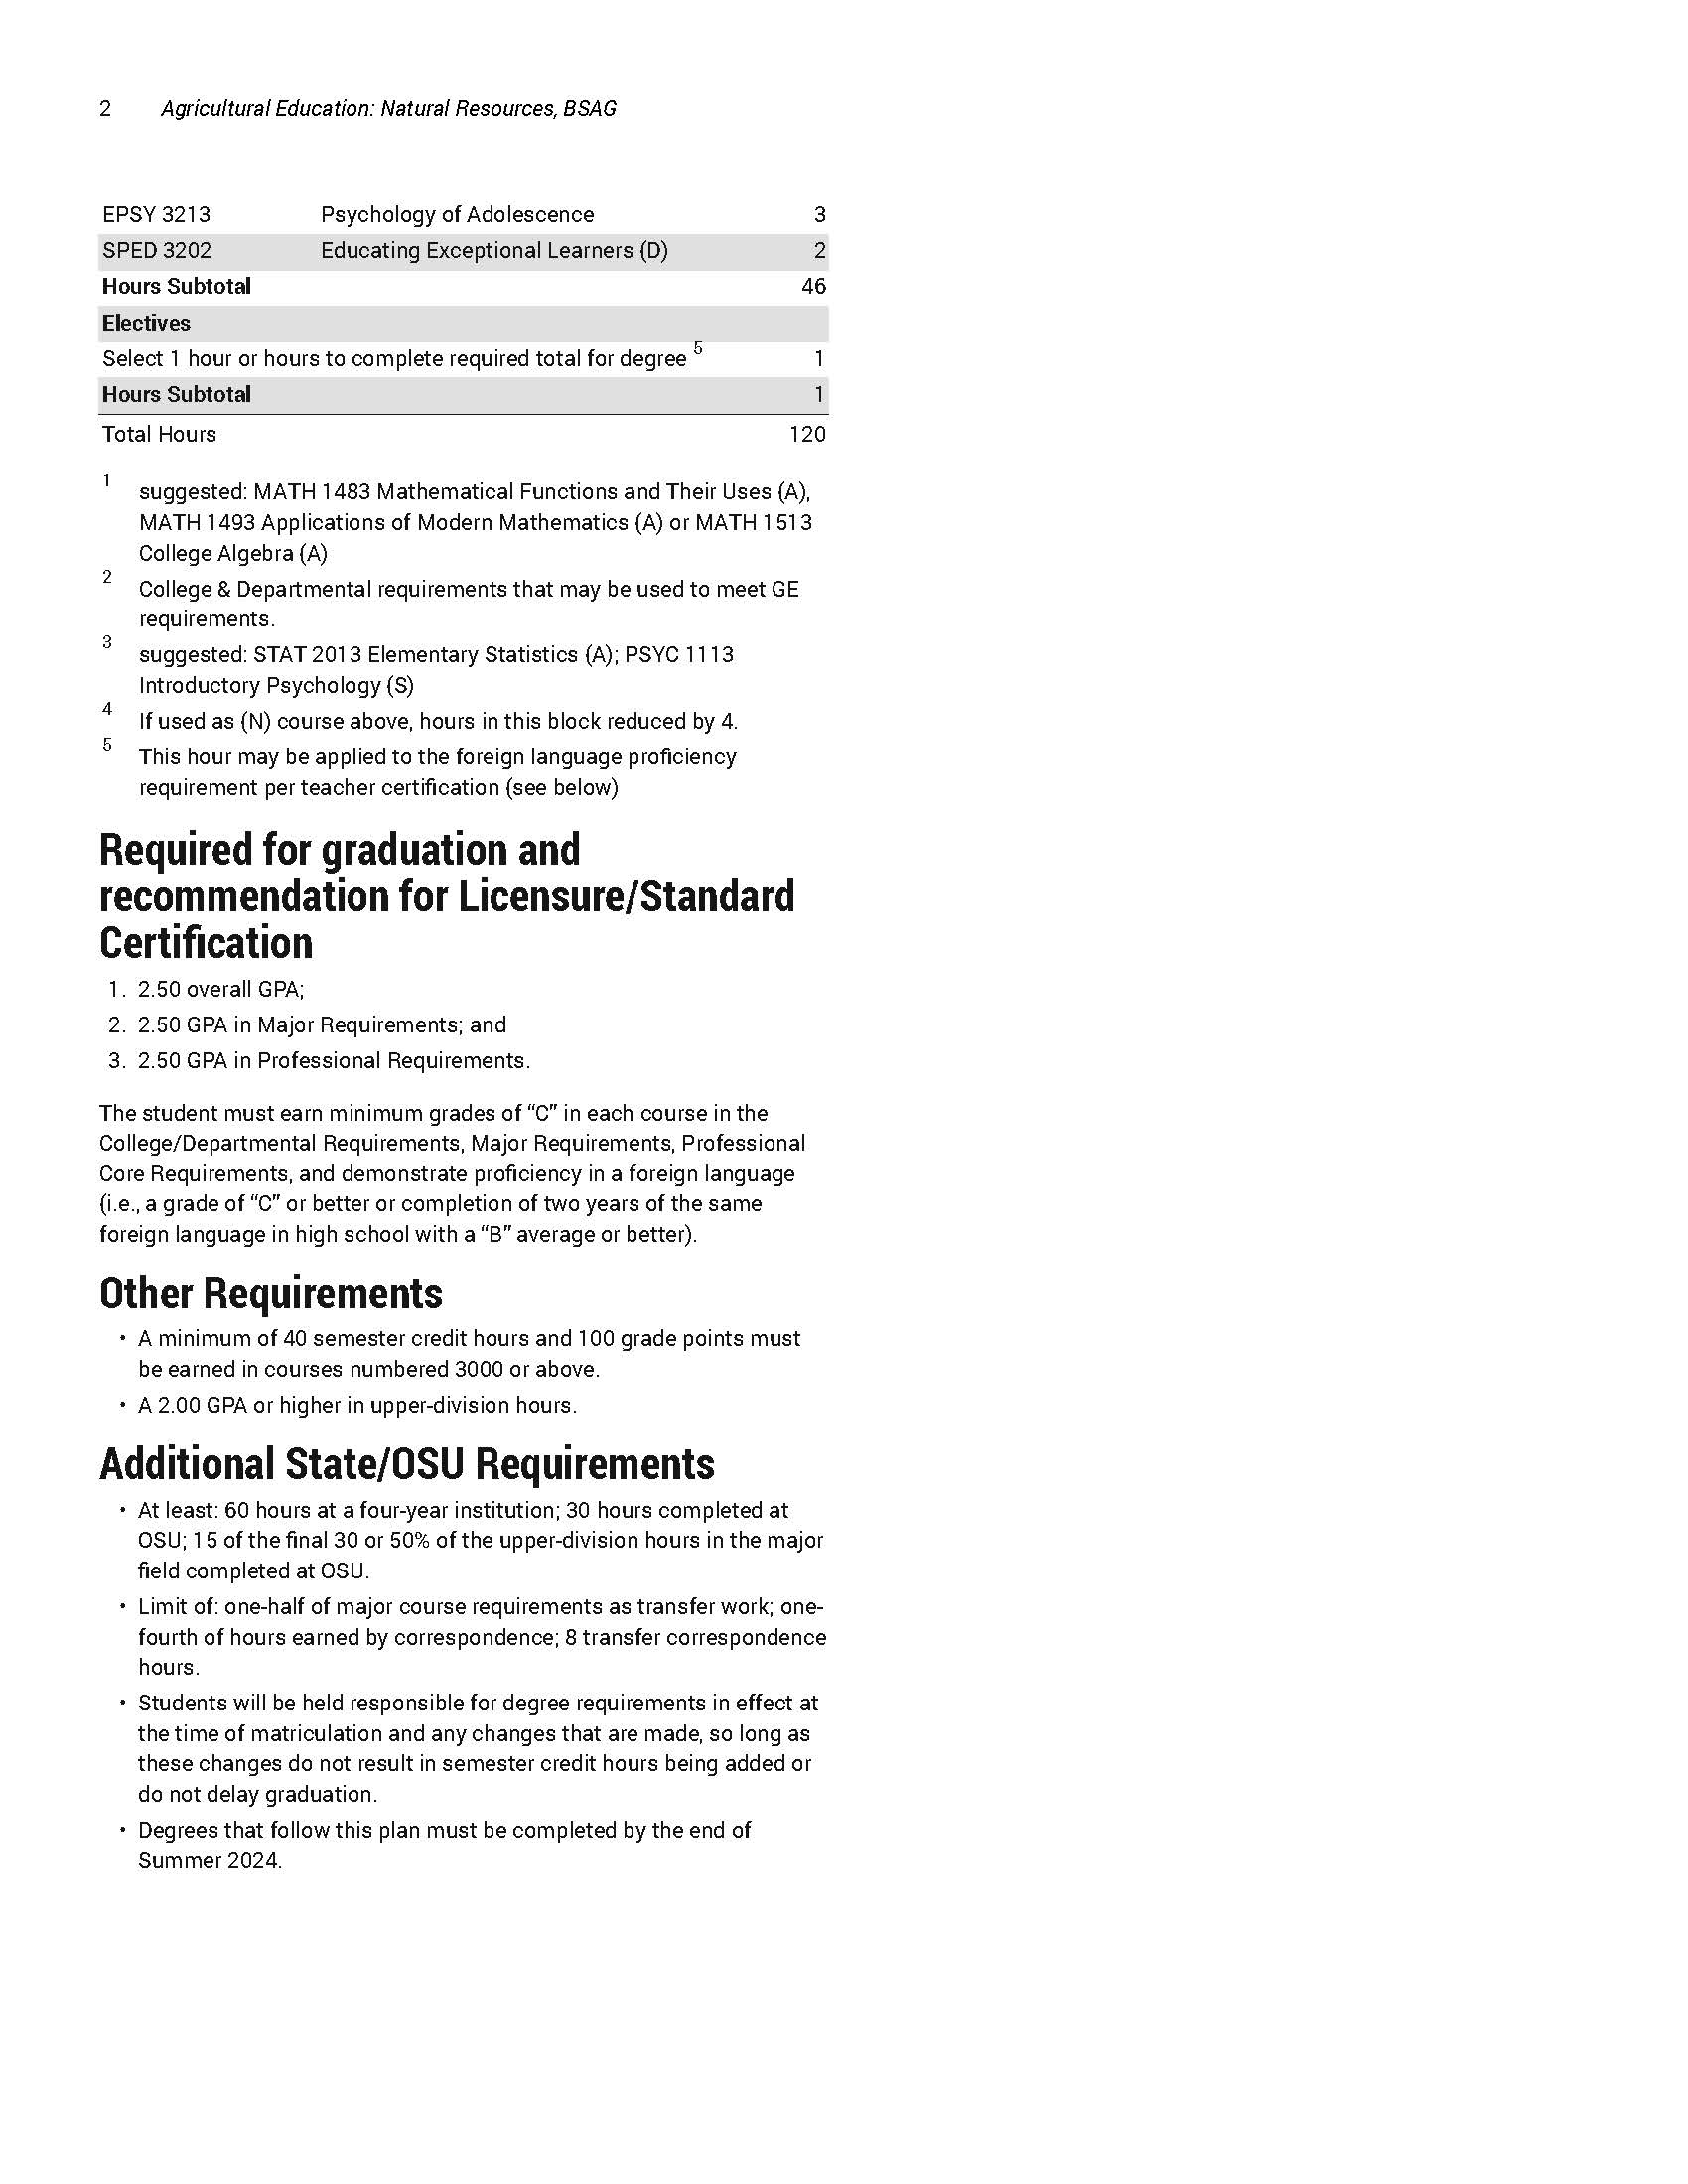 2 Agricultural Education: Natural Resources, BSAG
EPSY 3213 Psychology of Adolescence 3
SPED 3202 Educating Exceptional Learners (D) 2
Hours Subtotal 46
Electives
Select 1 hour or hours to complete required total for degree 5 1
Hours Subtotal 1
Total Hours 120
1 suggested: MATH 1483 Mathematical Functions and Their Uses (A),
MATH 1493 Applications of Modern Mathematics (A) or MATH 1513
College Algebra (A)
2 College & Departmental requirements that may be used to meet GE
requirements.
3 suggested: STAT 2013 Elementary Statistics (A); PSYC 1113
Introductory Psychology (S)
4 If used as (N) course above, hours in this block reduced by 4.
5 This hour may be applied to the foreign language proficiency
requirement per teacher certification (see below)
Required for graduation and
recommendation for Licensure/Standard
Certification
1. 2.50 overall GPA;
2. 2.50 GPA in Major Requirements; and
3. 2.50 GPA in Professional Requirements.
The student must earn minimum grades of “C” in each course in the
College/Departmental Requirements, Major Requirements, Professional
Core Requirements, and demonstrate proficiency in a foreign language
(i.e., a grade of “C” or better or completion of two years of the same
foreign language in high school with a “B” average or better).
Other Requirements
• A minimum of 40 semester credit hours and 100 grade points must
be earned in courses numbered 3000 or above.
• A 2.00 GPA or higher in upper-division hours.
Additional State/OSU Requirements
• At least: 60 hours at a four-year institution; 30 hours completed at
OSU; 15 of the final 30 or 50% of the upper-division hours in the major
field completed at OSU.
• Limit of: one-half of major course requirements as transfer work; one-
fourth of hours earned by correspondence; 8 transfer correspondence
hours.
• Students will be held responsible for degree requirements in effect at
the time of matriculation and any changes that are made, so long as
these changes do not result in semester credit hours being added or
do not delay graduation.
• Degrees that follow this plan must be completed by the end of
Summer 2024.